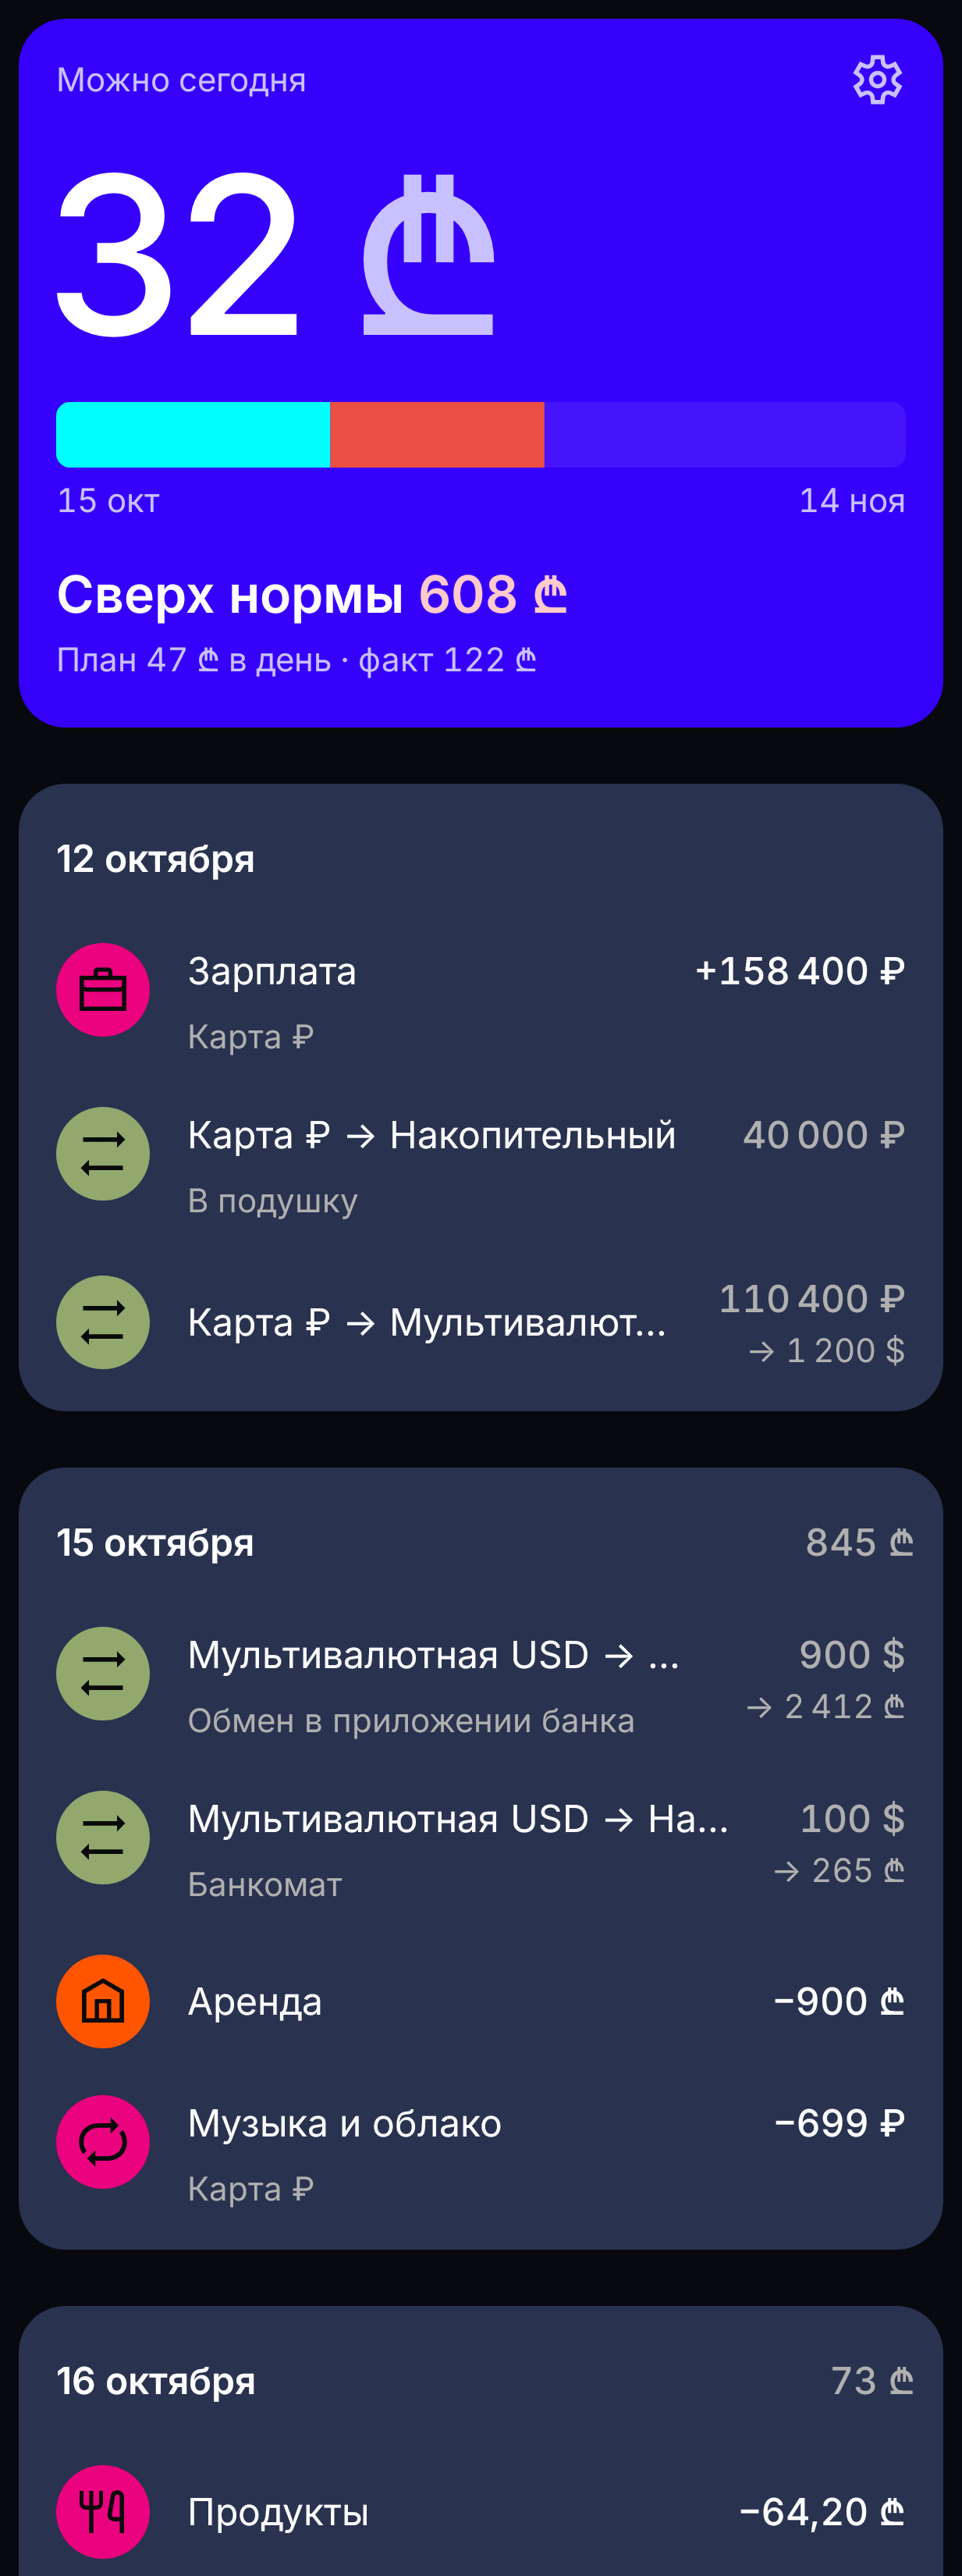 Можно сегодня
32 ₾
15 окт 14 ноя
Сверх нормы 608 ₾
План 47 ₾ в день · факт 122 ₾
12 октября
Зарплата +158 400 ₽
Карта ₽
Карта ₽ → Накопительный 40 000 ₽
В подушку
Карта ₽ → Мультивалют... 110 400 ₽
→ 1 200 $
15 октября 845 ₾
Мультивалютная USD → ... 900 $
Обмен в приложении банка → 2 412 ₾
Мультивалютная USD → На... 100 $
Банкомат → 265 ₾
Аренда −900 ₾
Музыка и облако −699 ₽
Карта ₽
16 октября 73 ₾
Продукты −64,20 ₾